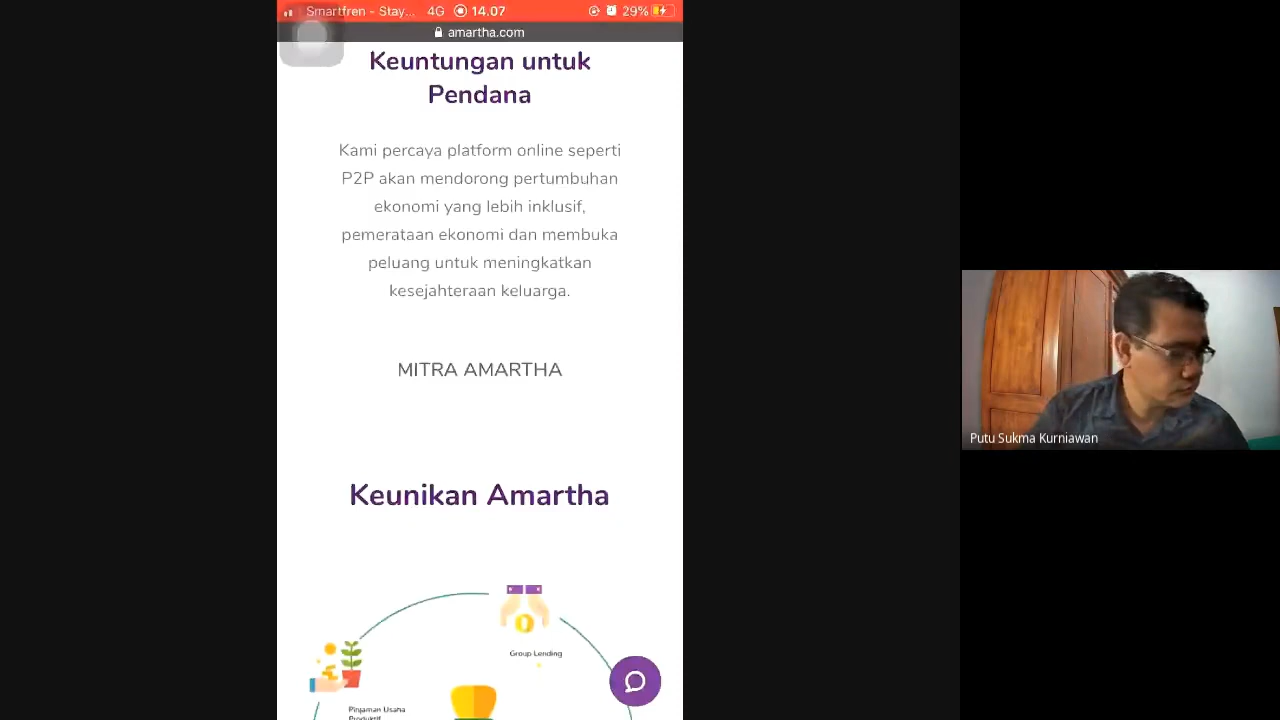 Smartfren - Stay... 4G 14.07 29%
amartha.com
Keuntungan untuk
Pendana
Kami percaya platform online seperti
P2P akan mendorong pertumbuhan
ekonomi yang lebih inklusif,
pemerataan ekonomi dan membuka
peluang untuk meningkatkan
kesejahteraan keluarga.
MITRA AMARTHA
Keunikan Amartha
Group Lending
Pinjaman Usaha
Produktif
Putu Sukma Kurniawan